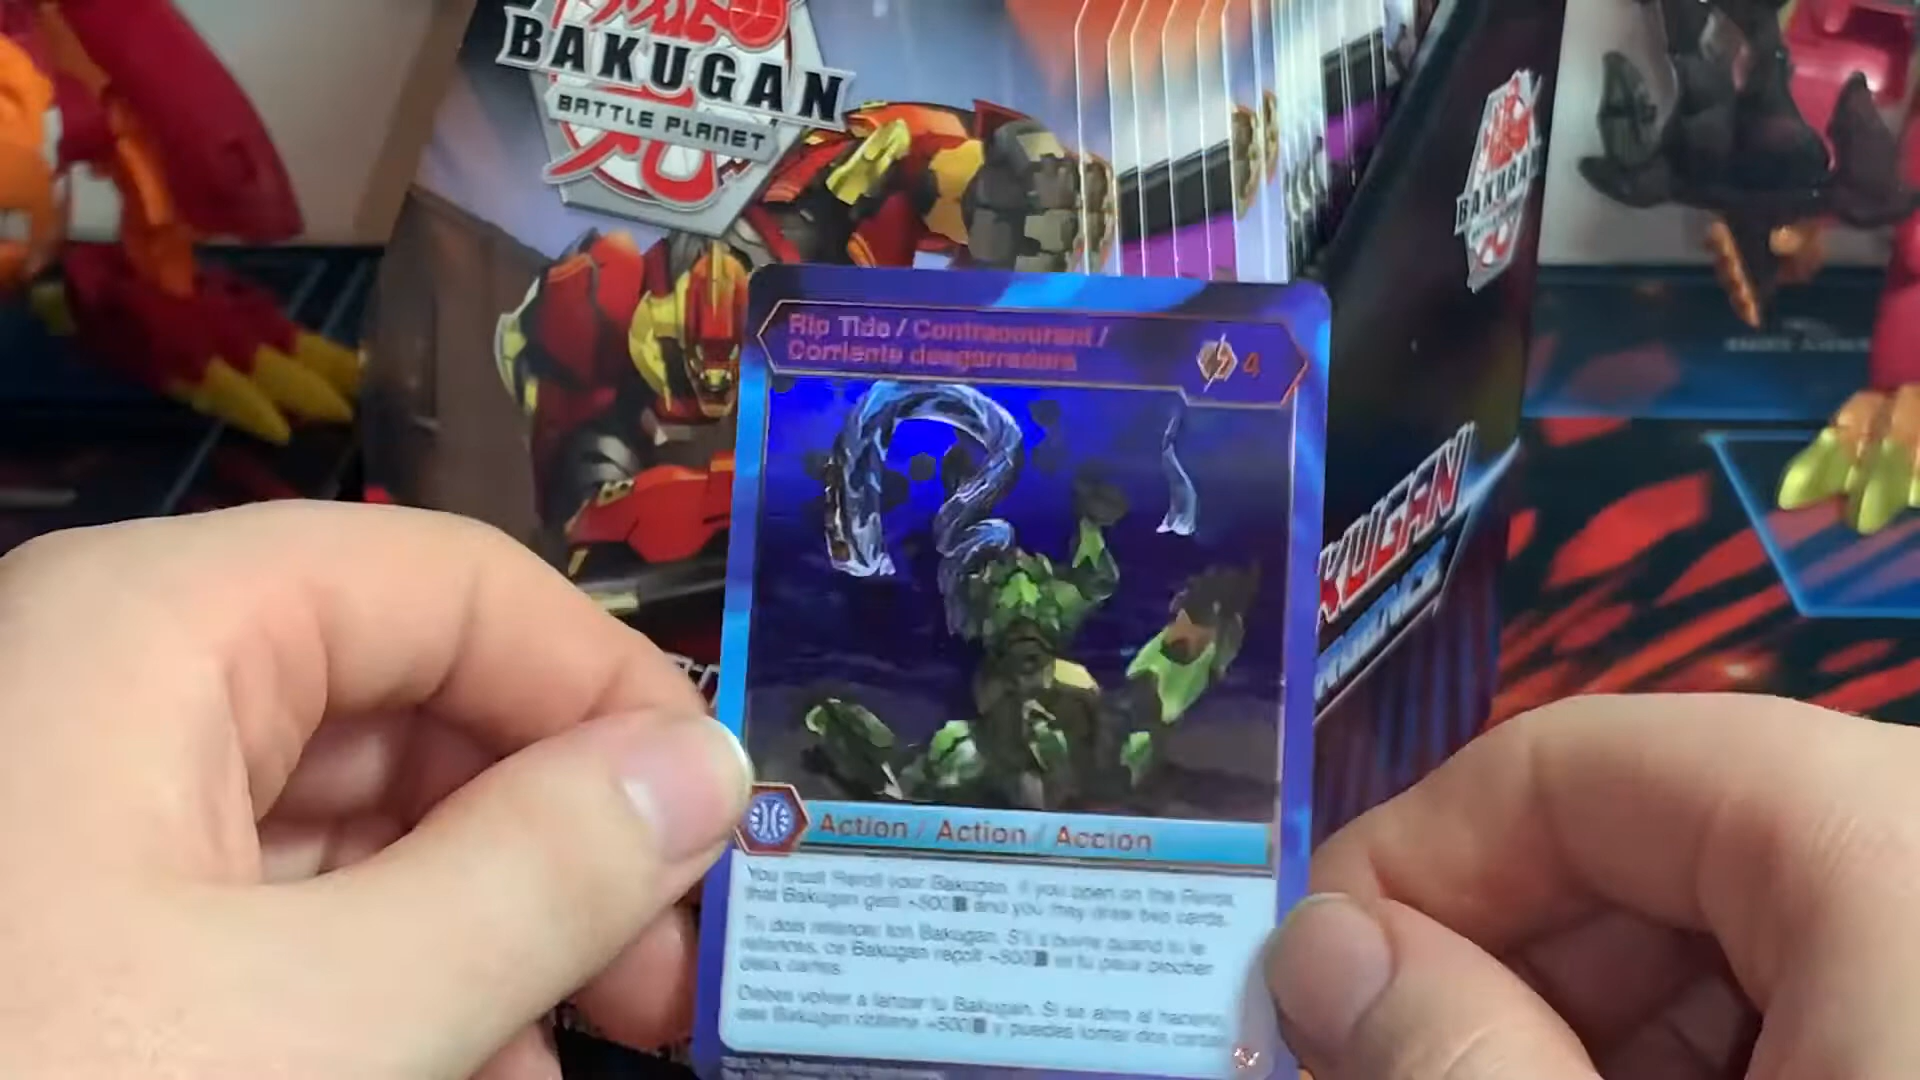 BAKUGAN
BATTLE PLANET
BAKUGAN
KUGAN
Rip Tide / Contracourant /
Corriente desgarradora
4
Action / Action / Acción
You must Reroll your Bakugan. If you open on the Reroll,
that Bakugan gets +500 and you may draw two cards.
Tu dois relancer ton Bakugan. S'il s'ouvre quand tu le
relances, ce Bakugan reçoit +500 et tu peux piocher
deux cartes.
Debes volver a lanzar tu Bakugan. Si se abre al hacerlo,
ese Bakugan obtiene +500 y puedes tomar dos cartas.